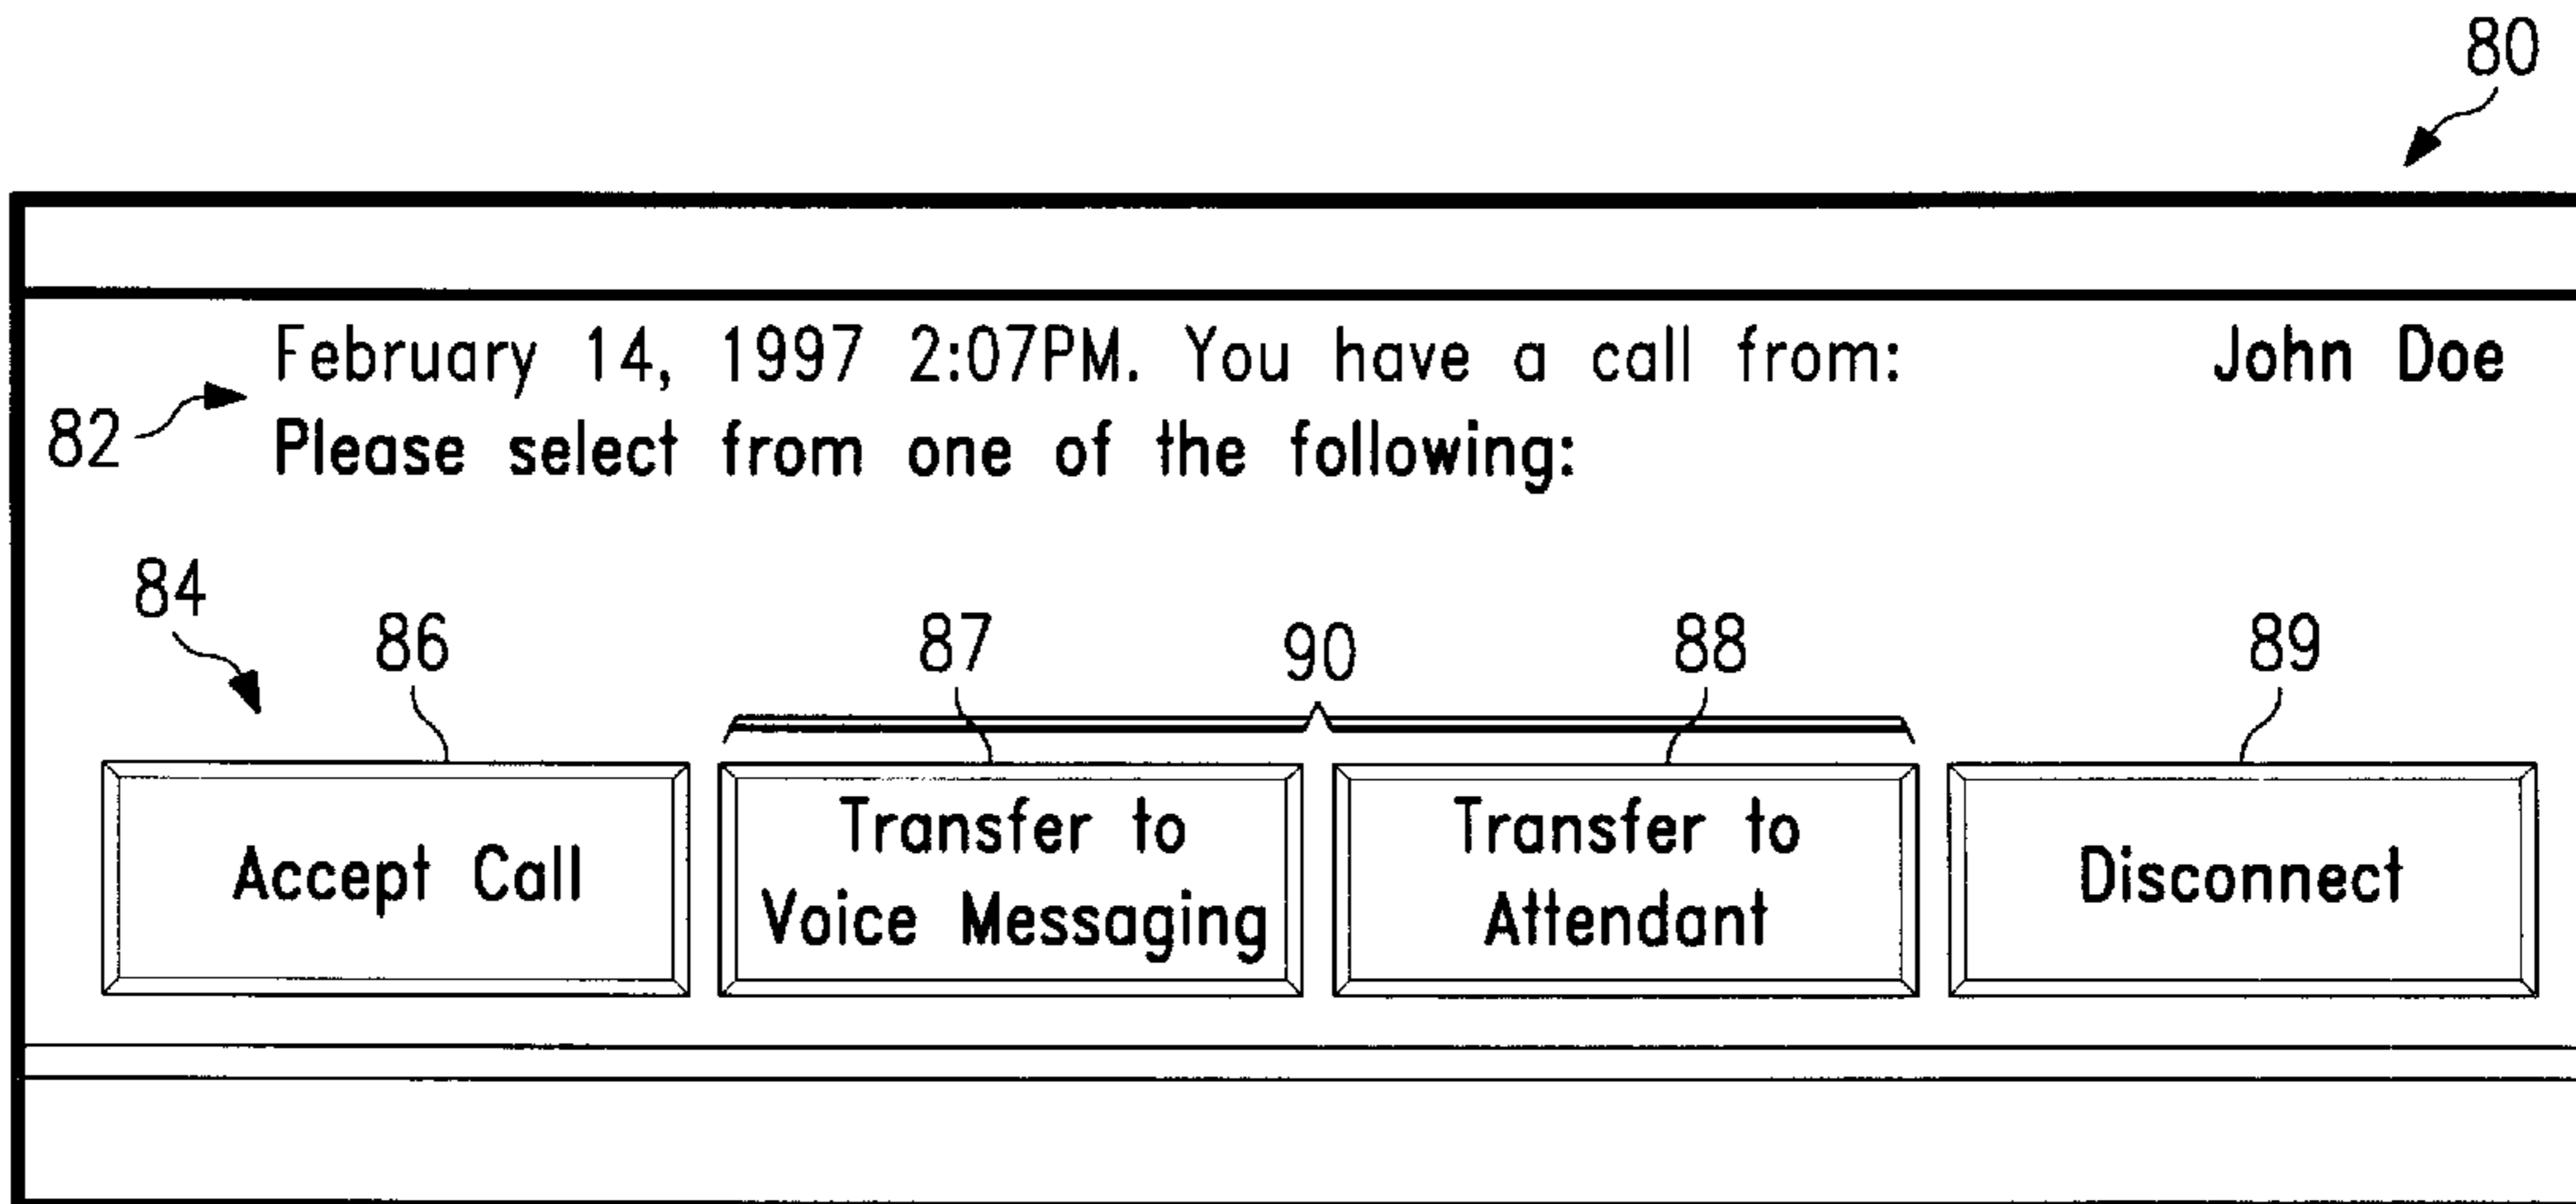 80
February 14, 1997 2:07PM. You have a call from: John Doe
82
Please select from one of the following:
84
86 87 90 88 89
Accept Call
Transfer to
Voice Messaging
Transfer to
Attendant
Disconnect